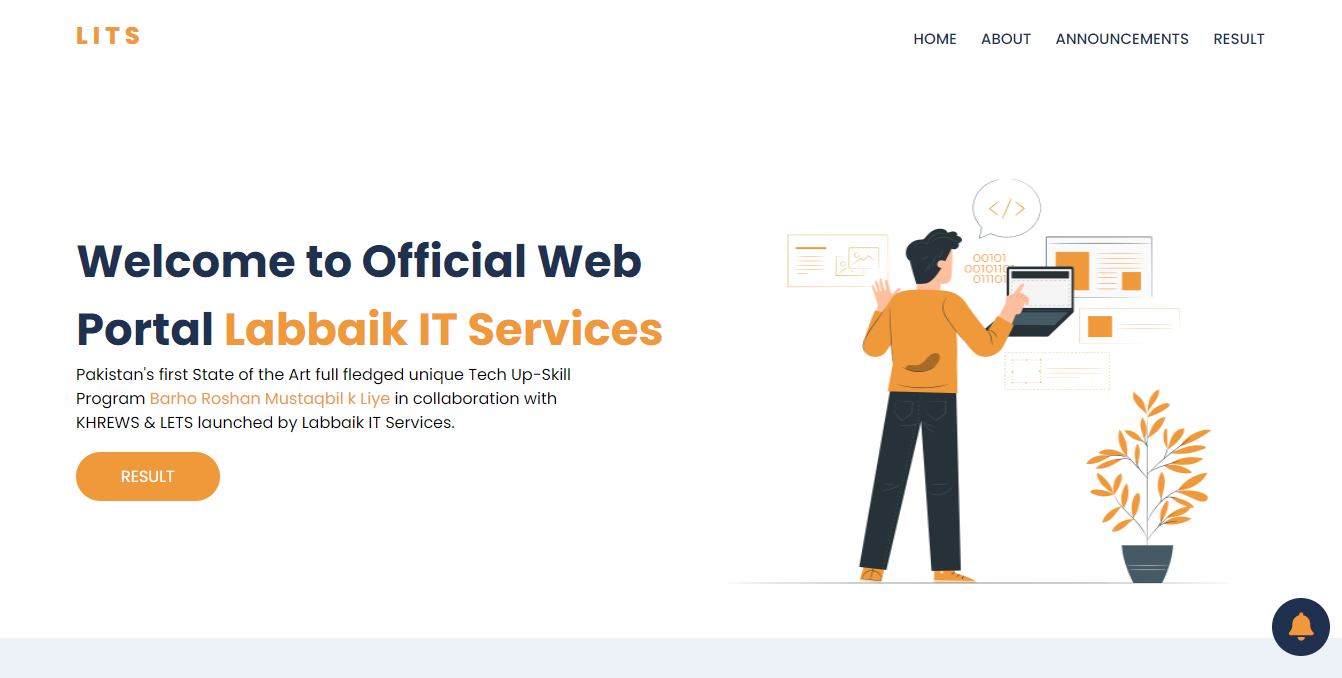 LITS
HOME ABOUT ANNOUNCEMENTS RESULT
Welcome to Official Web
Portal Labbaik IT Services
Pakistan's first State of the Art full fledged unique Tech Up-Skill
Program Barho Roshan Mustaqbil k Liye in collaboration with
KHREWS & LETS launched by Labbaik IT Services.
RESULT
</> 
00101
0010110
011101